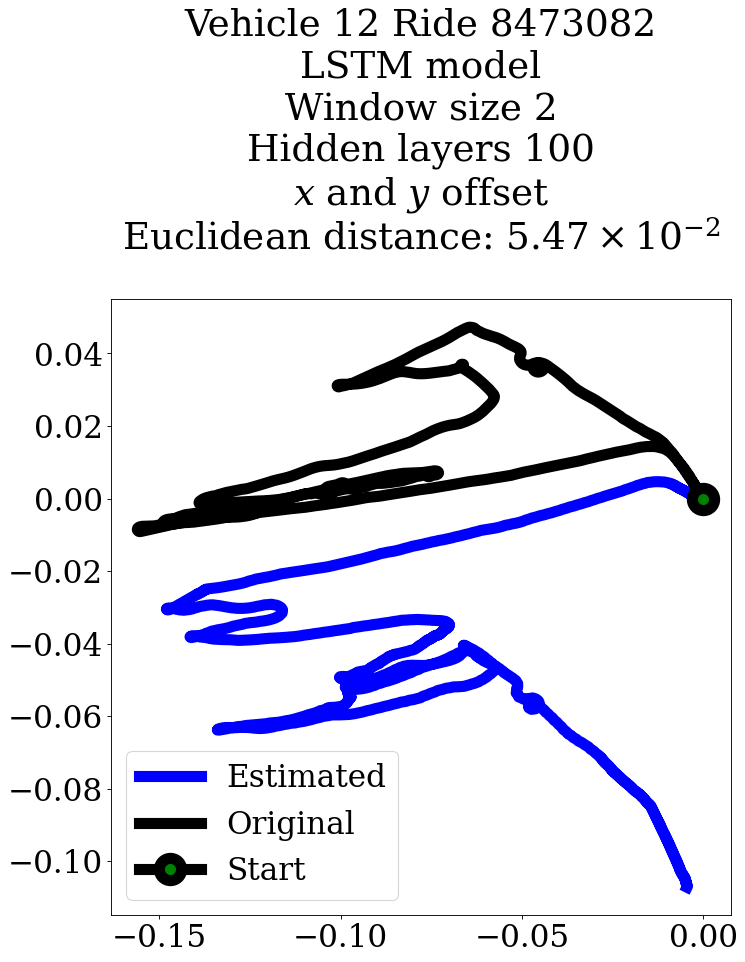 Vehicle 12 Ride 8473082
LSTM model
Window size 2
Hidden layers 100
x and y offset
Euclidean distance: 5.47 × 10⁻²
0.04
0.02
0.00
−0.02
−0.04
−0.06
−0.08
−0.10
Estimated
Original
Start
−0.15 −0.10 −0.05 0.00